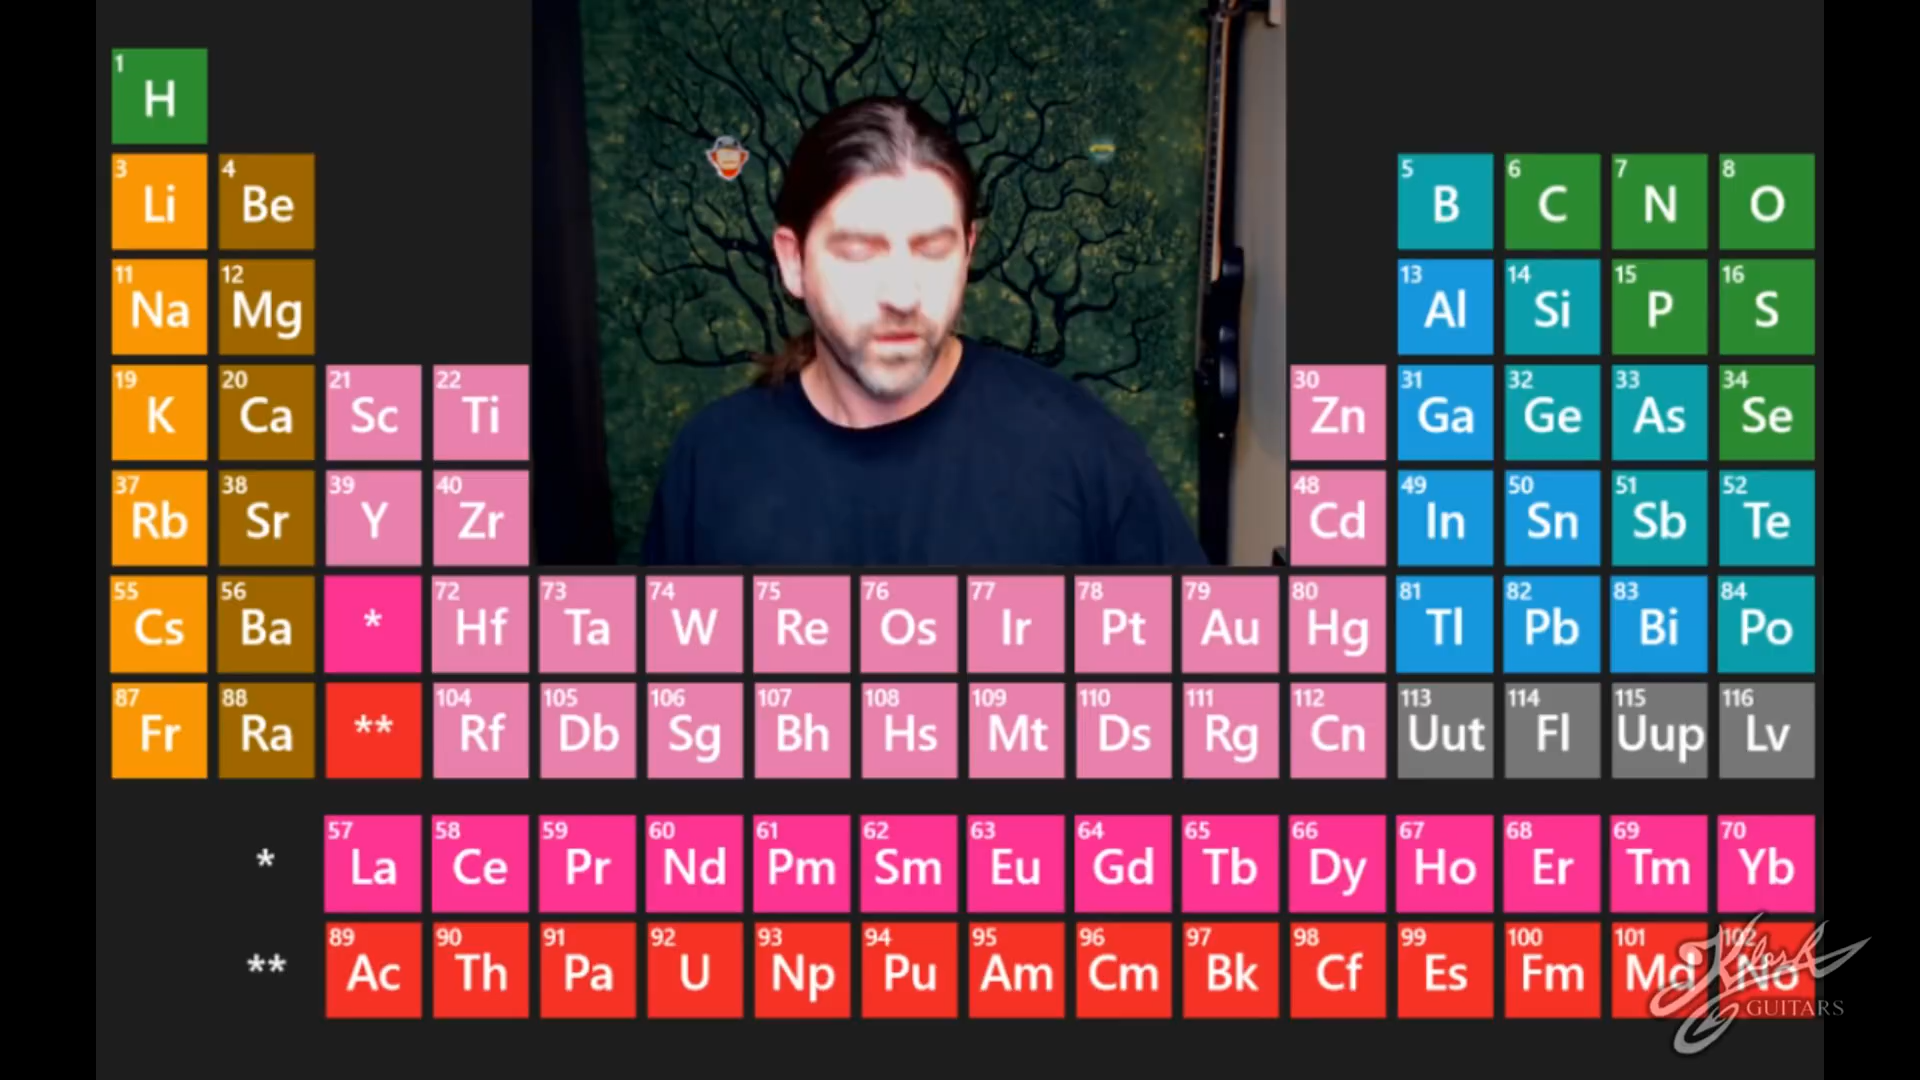 1 H
3 Li 4 Be 5 B 6 C 7 N 8 O
11 Na 12 Mg 13 Al 14 Si 15 P 16 S
19 K 20 Ca 21 Sc 22 Ti 30 Zn 31 Ga 32 Ge 33 As 34 Se
37 Rb 38 Sr 39 Y 40 Zr 48 Cd 49 In 50 Sn 51 Sb 52 Te
55 Cs 56 Ba * 72 Hf 73 Ta 74 W 75 Re 76 Os 77 Ir 78 Pt 79 Au 80 Hg 81 Tl 82 Pb 83 Bi 84 Po
87 Fr 88 Ra ** 104 Rf 105 Db 106 Sg 107 Bh 108 Hs 109 Mt 110 Ds 111 Rg 112 Cn 113 Uut 114 Fl 115 Uup 116 Lv
* 57 La 58 Ce 59 Pr 60 Nd 61 Pm 62 Sm 63 Eu 64 Gd 65 Tb 66 Dy 67 Ho 68 Er 69 Tm 70 Yb
** 89 Ac 90 Th 91 Pa 92 U 93 Np 94 Pu 95 Am 96 Cm 97 Bk 98 Cf 99 Es 100 Fm 101 Md 102 No
GUITARS